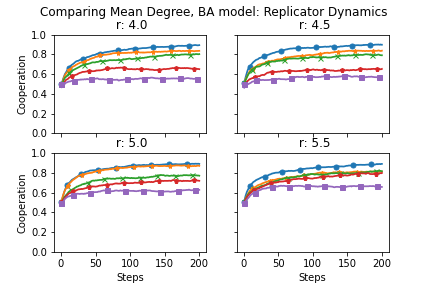 Comparing Mean Degree, BA model: Replicator Dynamics
r: 4.0
r: 4.5
1.0
0.8
0.6
0.4
0.2
0.0
Cooperation
r: 5.0
r: 5.5
1.0
0.8
0.6
0.4
0.2
0.0
Cooperation
0 50 100 150 200
0 50 100 150 200
Steps
Steps